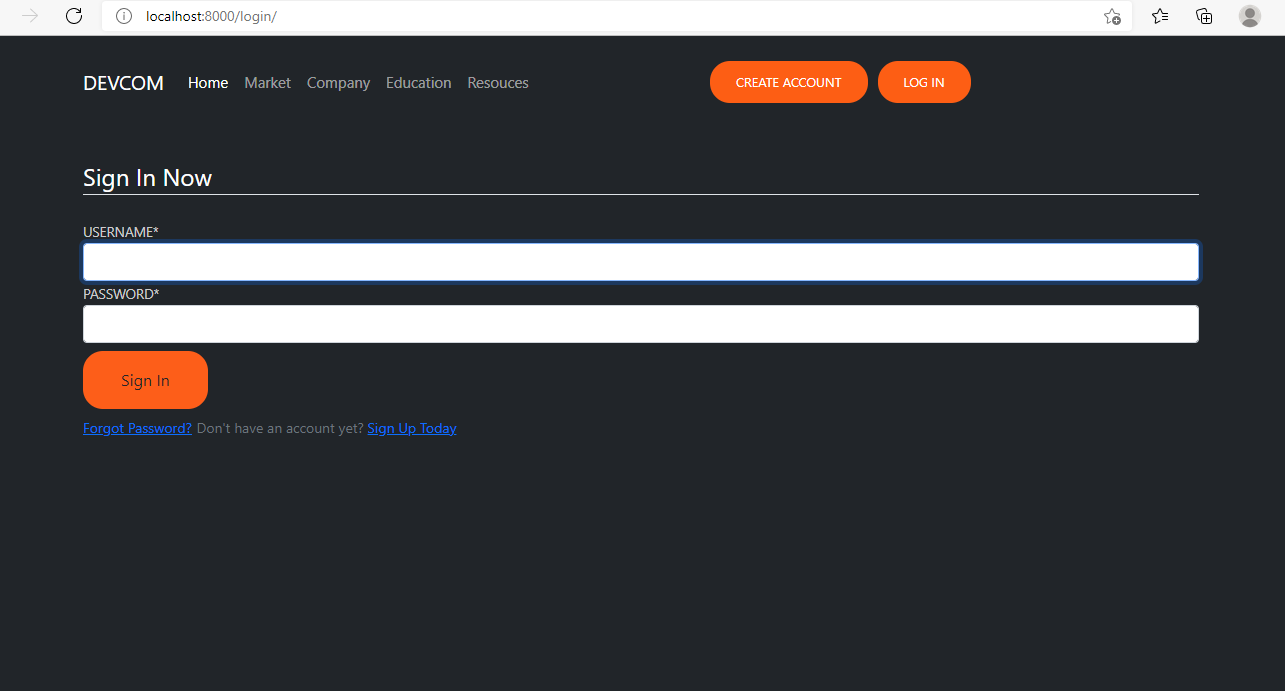 localhost:8000/login/
DEVCOM Home Market Company Education Resouces CREATE ACCOUNT LOG IN
Sign In Now
USERNAME*
PASSWORD*
Sign In
Forgot Password? Don't have an account yet? Sign Up Today